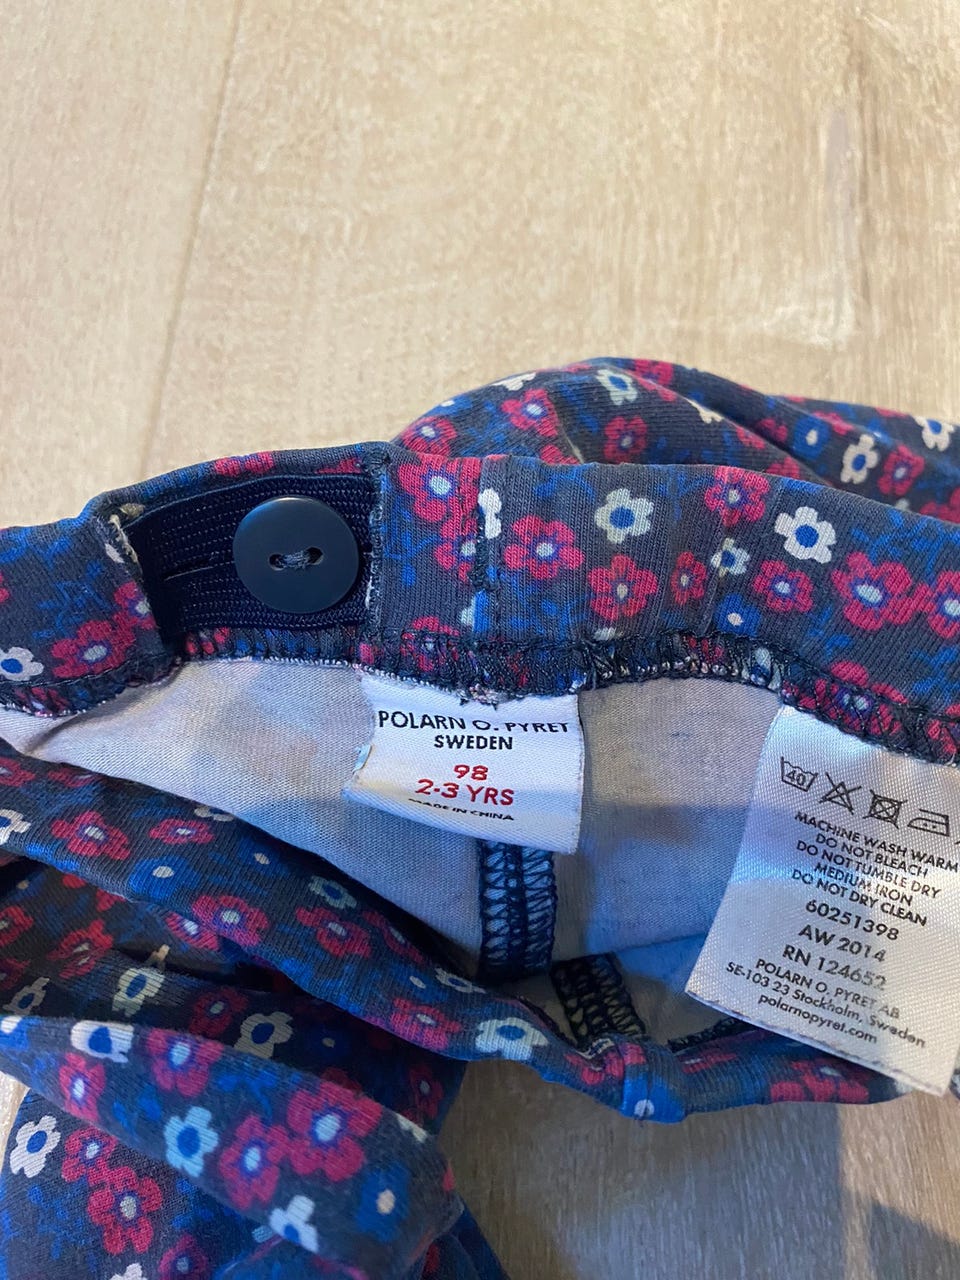 POLARN O. PYRET
SWEDEN
98
2-3 YRS
MADE IN CHINA
40
MACHINE WASH WARM
DO NOT BLEACH
DO NOT TUMBLE DRY
MEDIUM IRON
DO NOT DRY CLEAN
60251398
AW 2014
RN 124652
POLARN O. PYRET AB
SE-103 23 Stockholm, Sweden
polarnopyret.com